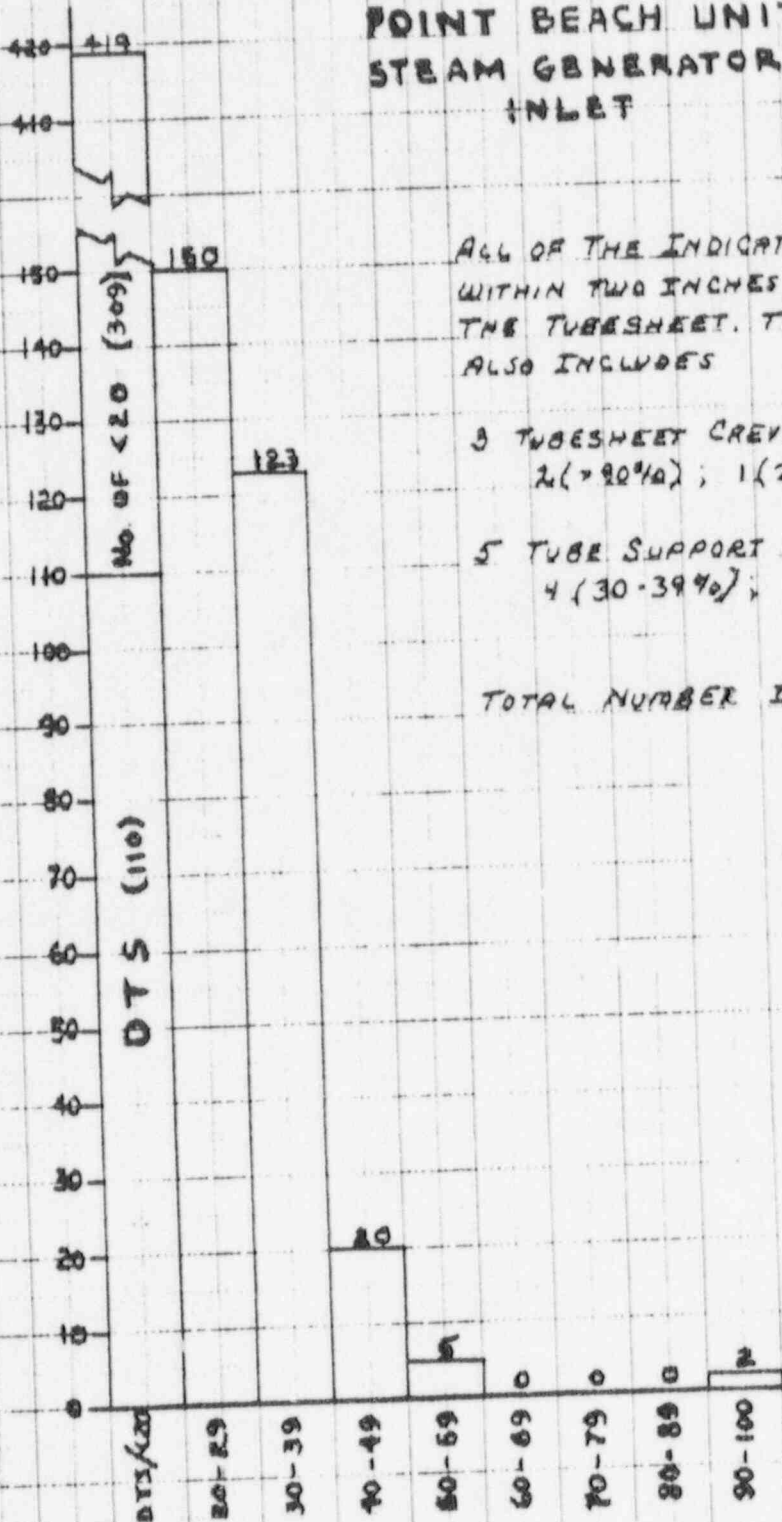 POINT BEACH UNIT
STEAM GENERATOR
INLET
ALL OF THE INDICAT
WITHIN TWO INCHES
THE TUBESHEET. T
ALSO INCLUDES
3 TUBESHEET CREV
2(>90%); 1(2
5 TUBE SUPPORT
4 (30-39%);
TOTAL NUMBER I
420
410
150
140
130
120
110
100
90
80
70
60
50
40
30
20
10
0
419
150
123
20
5
0
0
0
2
No. OF <20 (309)
DTS (110)
DTS/<20
20-29
30-39
40-49
50-59
60-69
70-79
80-89
90-100